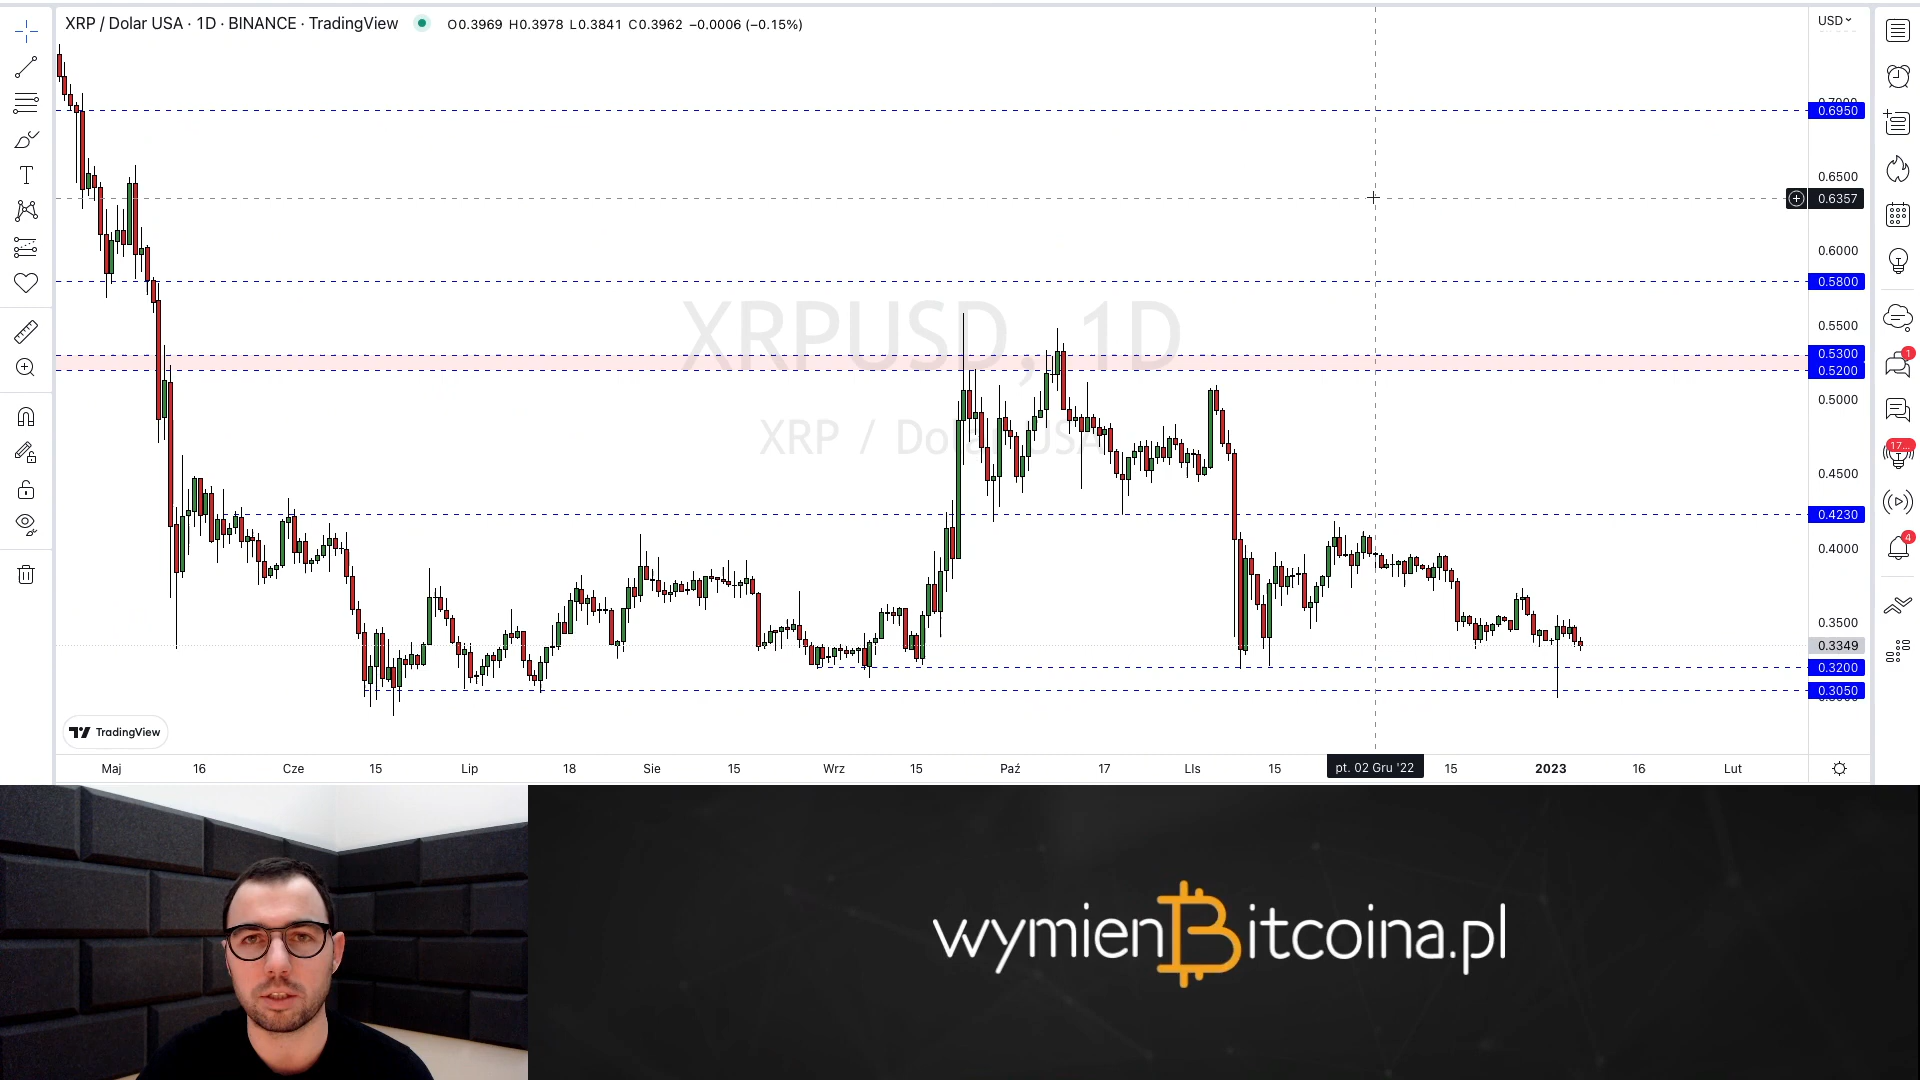 XRP / Dolar USA · 1D · BINANCE · TradingView O0.3969 H0.3978 L0.3841 C0.3962 −0.0006 (−0.15%)
USD
0.6950
0.6500
0.6357
0.6000
0.5800
XRPUSD, 1D
0.5500
0.5300
0.5200
0.5000
XRP / Dolar USA
0.4500
0.4230
0.4000
0.3500
0.3349
0.3200
0.3050
1
17...
4
TradingView
Maj 16 Cze 15 Lip 18 Sie 15 Wrz 15 Paź 17 LIs 15 pt. 02 Gru '22 15 2023 16 Lut
wymienBitcoina.pl